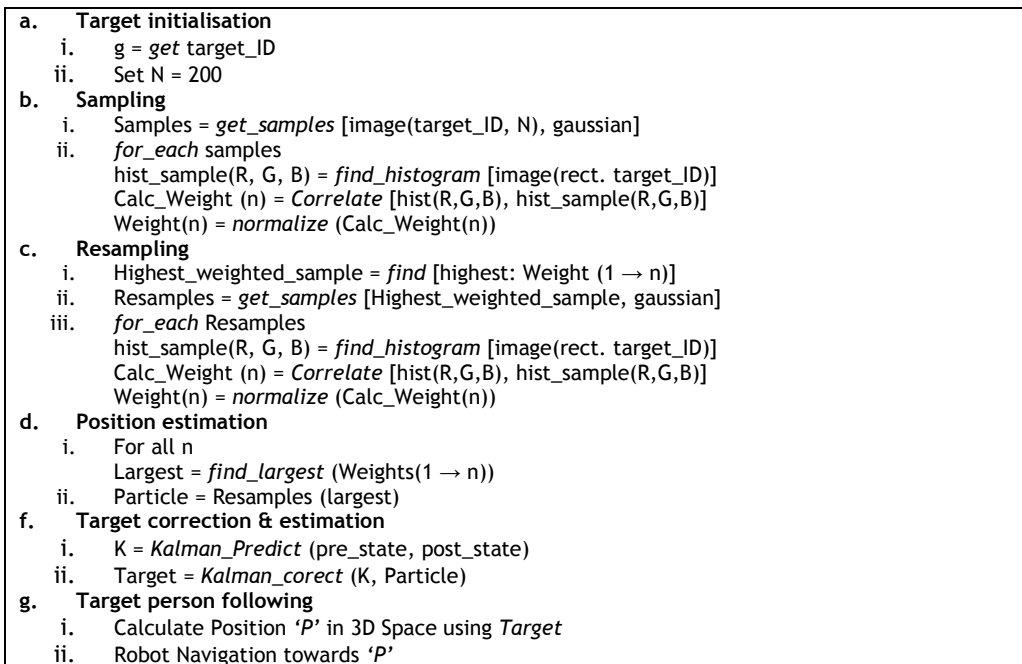 a. Target initialisation
i. g = get target_ID
ii. Set N = 200
b. Sampling
i. Samples = get_samples [image(target_ID, N), gaussian]
ii. for_each samples
hist_sample(R, G, B) = find_histogram [image(rect. target_ID)]
Calc_Weight (n) = Correlate [hist(R,G,B), hist_sample(R,G,B)]
Weight(n) = normalize (Calc_Weight(n))
c. Resampling
i. Highest_weighted_sample = find [highest: Weight (1 → n)]
ii. Resamples = get_samples [Highest_weighted_sample, gaussian]
iii. for_each Resamples
hist_sample(R, G, B) = find_histogram [image(rect. target_ID)]
Calc_Weight (n) = Correlate [hist(R,G,B), hist_sample(R,G,B)]
Weight(n) = normalize (Calc_Weight(n))
d. Position estimation
i. For all n
Largest = find_largest (Weights(1 → n))
ii. Particle = Resamples (largest)
f. Target correction & estimation
i. K = Kalman_Predict (pre_state, post_state)
ii. Target = Kalman_corect (K, Particle)
g. Target person following
i. Calculate Position ‘P’ in 3D Space using Target
ii. Robot Navigation towards ‘P’